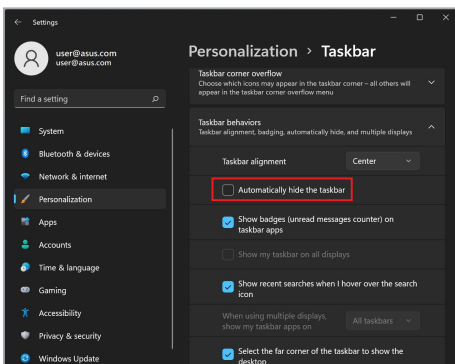 Settings
user@asus.com
user@asus.com
Find a setting
System
Bluetooth & devices
Network & internet
Personalization
Apps
Accounts
Time & language
Gaming
Accessibility
Privacy & security
Windows Update
Personalization > Taskbar
Taskbar corner overflow
Choose which icons may appear in the taskbar corner – all others will
appear in the taskbar corner overflow menu
Taskbar behaviors
Taskbar alignment, badging, automatically hide, and multiple displays
Taskbar alignment
Center
Automatically hide the taskbar
Show badges (unread messages counter) on
taskbar apps
Show my taskbar on all displays
Show recent searches when I hover over the search
icon
When using multiple displays,
show my taskbar apps on
All taskbars
Select the far corner of the taskbar to show the
desktop